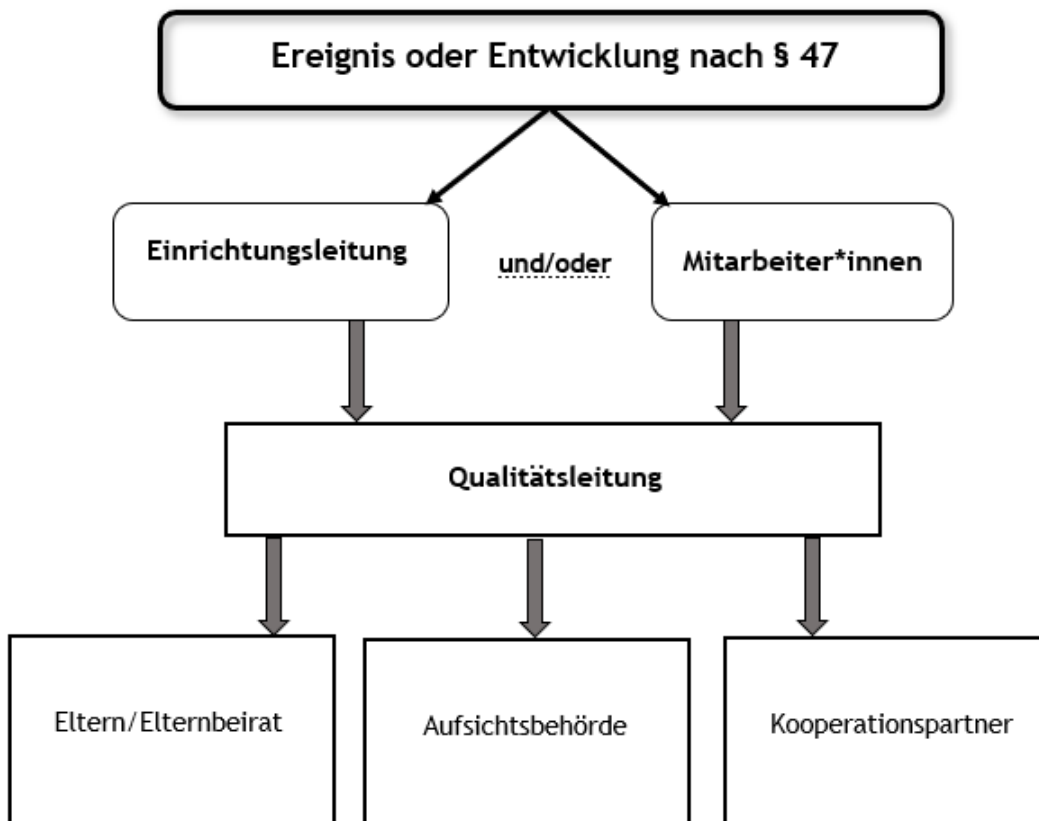 Ereignis oder Entwicklung nach § 47
Einrichtungsleitung
und/oder
Mitarbeiter*innen
Qualitätsleitung
Eltern/Elternbeirat
Aufsichtsbehörde
Kooperationspartner